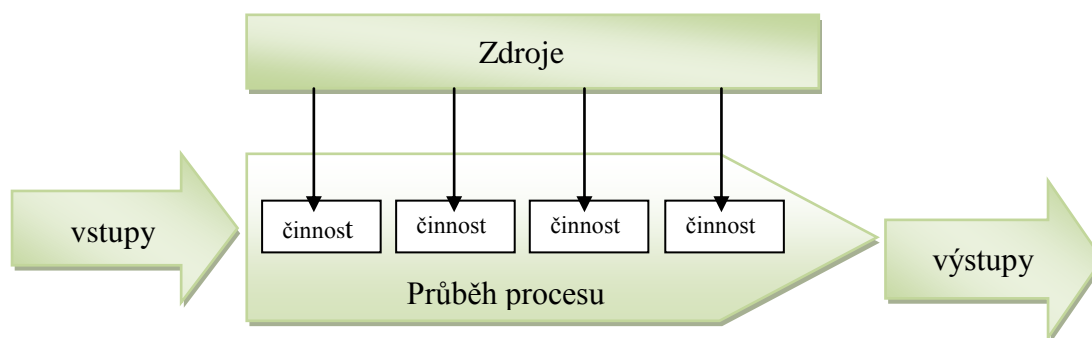 Zdroje
vstupy
činnost
činnost
činnost
činnost
Průběh procesu
výstupy